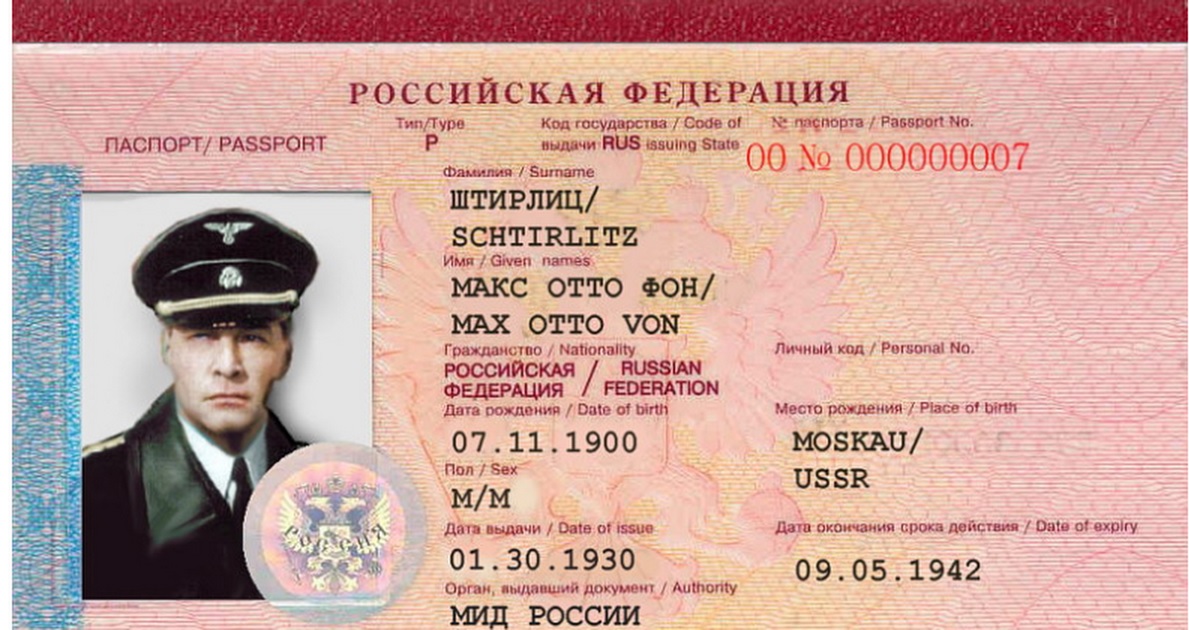 РОССИЙСКАЯ ФЕДЕРАЦИЯ
ПАСПОРТ/ PASSPORT
Тип/Type
P
Код государства / Code of
выдачи RUS issuing State
№ паспорта / Passport No.
00 № 000000007
Фамилия / Surname
ШТИРЛИЦ/
SCHTIRLITZ
Имя / Given names
МАКС ОТТО ФОН/
MAX OTTO VON
Гражданство / Nationality
РОССИЙСКАЯ / RUSSIAN
ФЕДЕРАЦИЯ FEDERATION
Личный код / Personal No.
Дата рождения / Date of birth
07.11.1900
Место рождения / Place of birth
MOSKAU/
USSR
Пол / Sex
М/M
Дата выдачи / Date of issue
01.30.1930
Дата окончания срока действия / Date of expiry
09.05.1942
Орган, выдавший документ / Authority
МИД РОССИИ
Россия